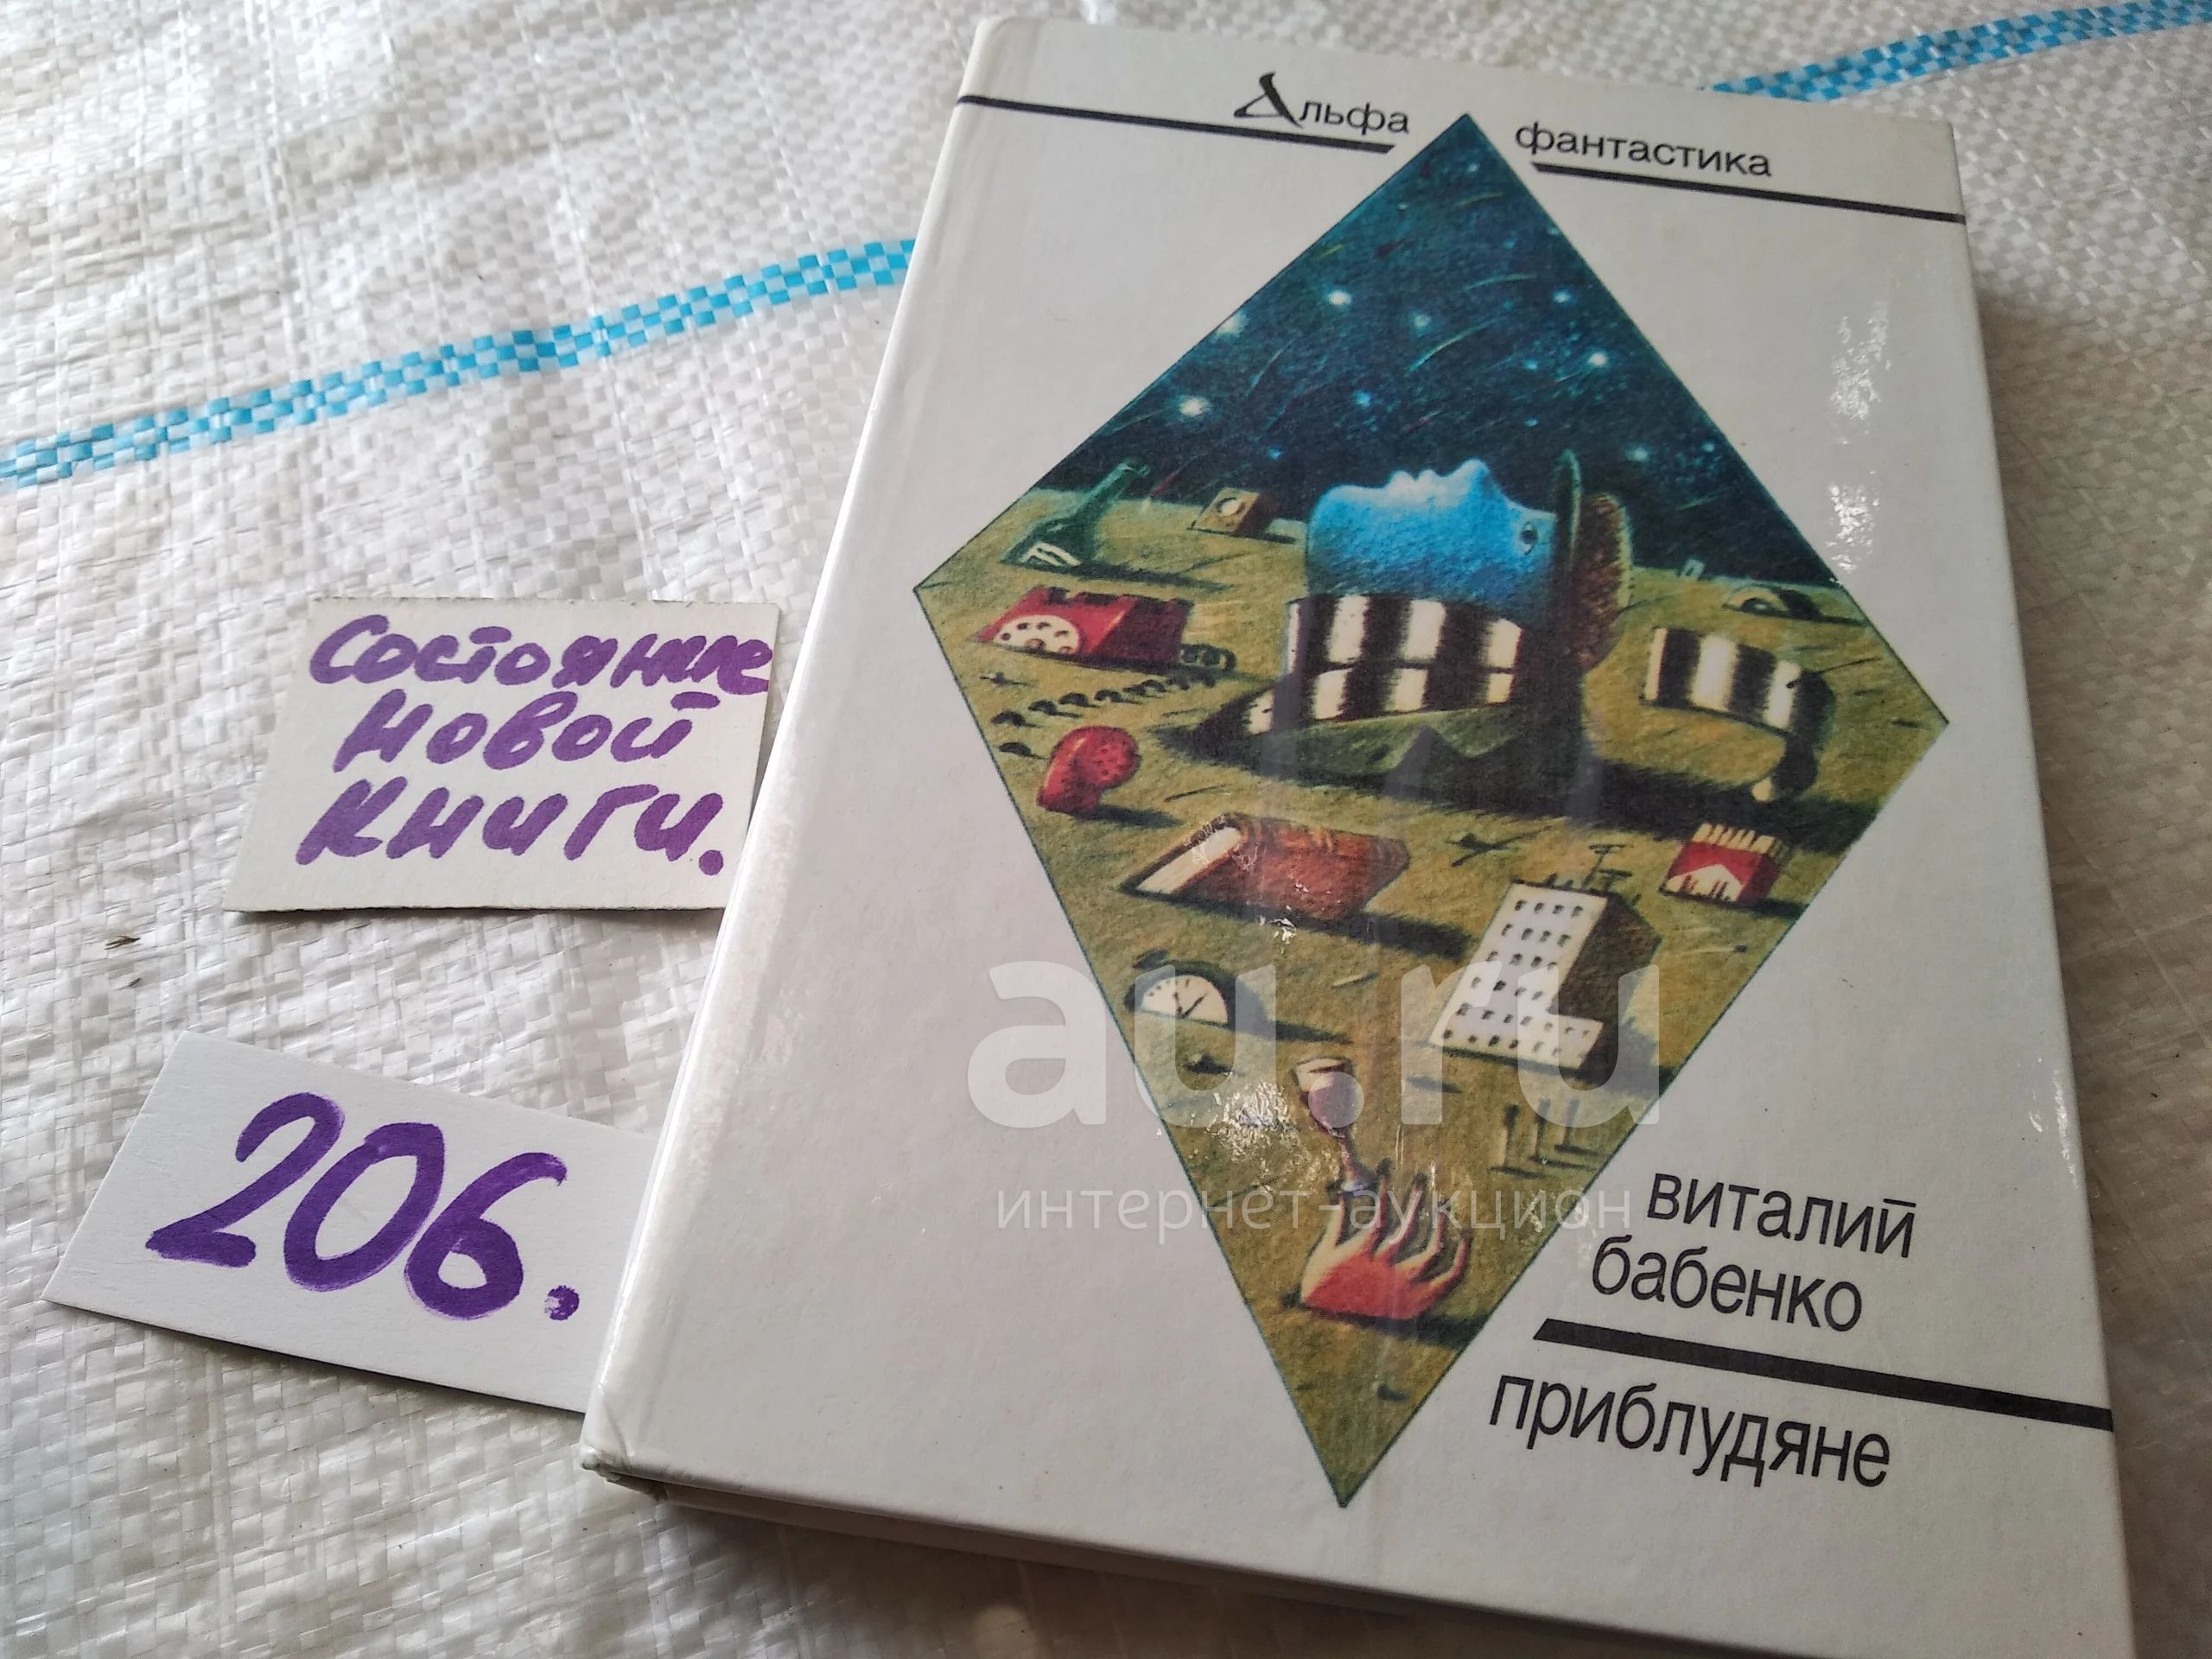 Альфа фантастика
Состояние
новой
книги.
206.
au.ru
интернет-аукцион
виталий
бабенко
приблудяне